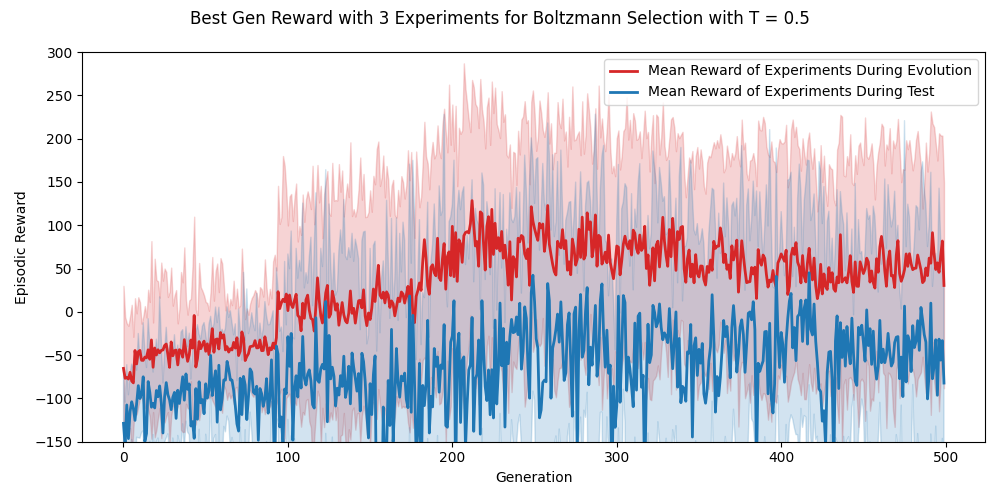 Best Gen Reward with 3 Experiments for Boltzmann Selection with T = 0.5
Mean Reward of Experiments During Evolution
Mean Reward of Experiments During Test
Episodic Reward
300
250
200
150
100
50
0
−50
−100
−150
0 100 200 300 400 500
Generation